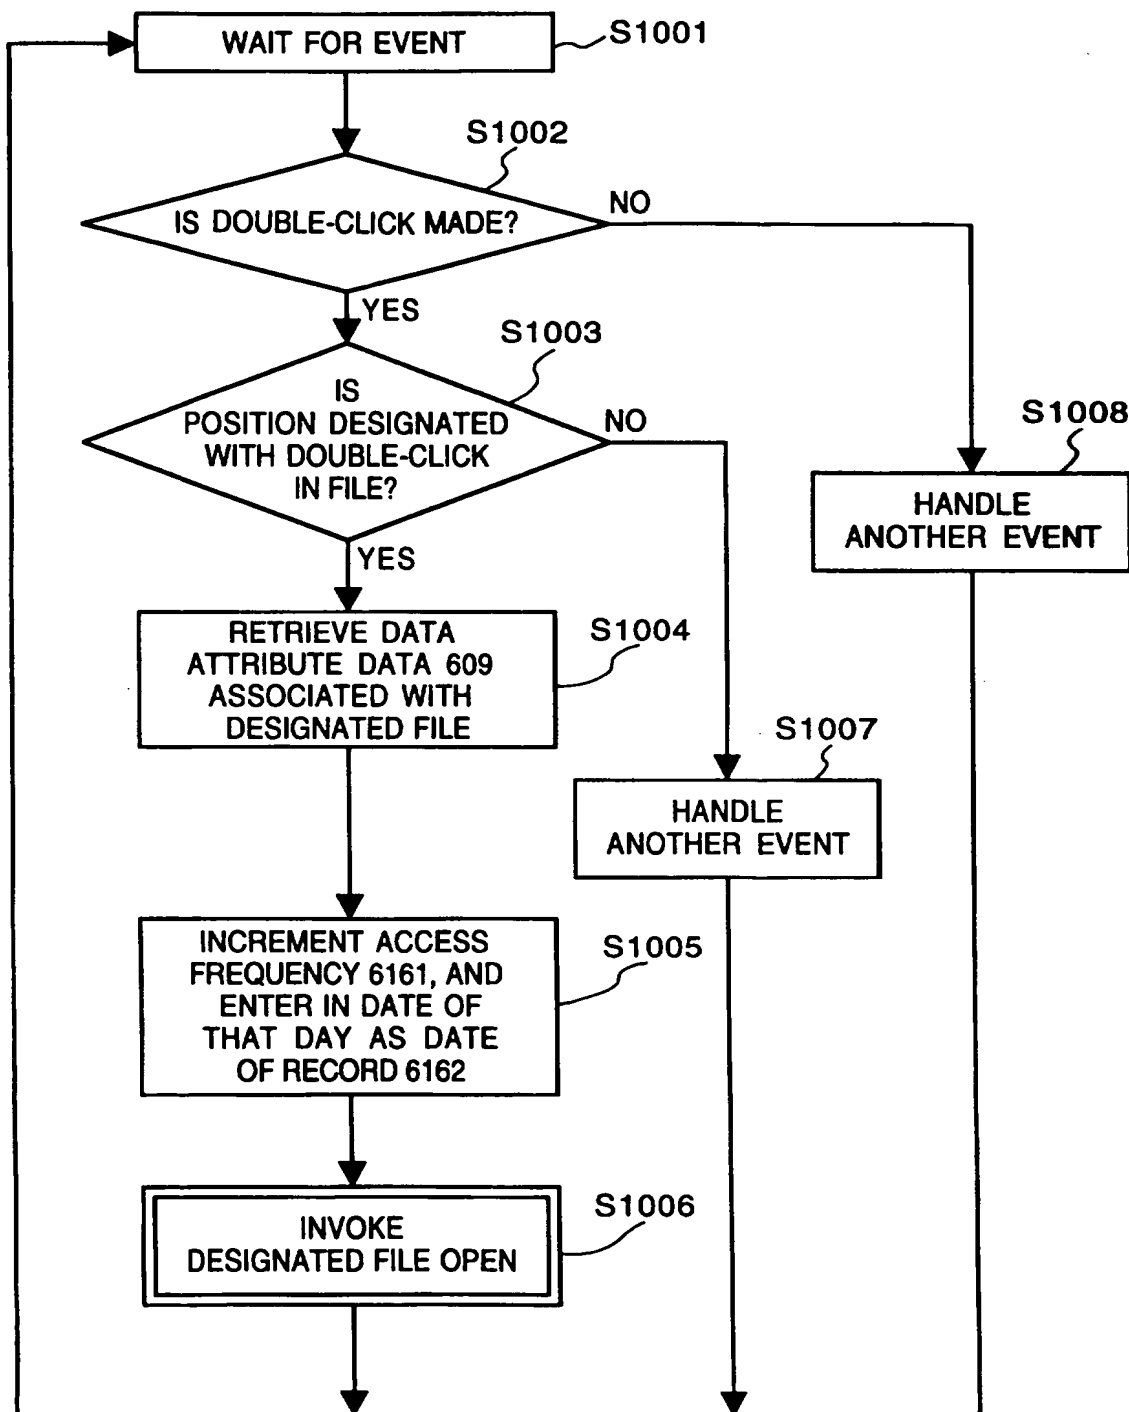 WAIT FOR EVENT
S1001
S1002
IS DOUBLE-CLICK MADE?
NO
YES
S1003
IS
POSITION DESIGNATED
WITH DOUBLE-CLICK
IN FILE?
NO
YES
S1008
HANDLE
ANOTHER EVENT
RETRIEVE DATA
ATTRIBUTE DATA 609
ASSOCIATED WITH
DESIGNATED FILE
S1004
S1007
HANDLE
ANOTHER EVENT
INCREMENT ACCESS
FREQUENCY 6161, AND
ENTER IN DATE OF
THAT DAY AS DATE
OF RECORD 6162
S1005
INVOKE
DESIGNATED FILE OPEN
S1006